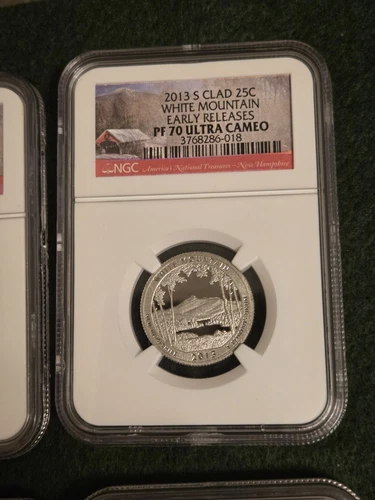 2013 S CLAD 25C
WHITE MOUNTAIN
EARLY RELEASES
PF 70 ULTRA CAMEO
3768286-018
NGC
America's National Treasures - New Hampshire
2013